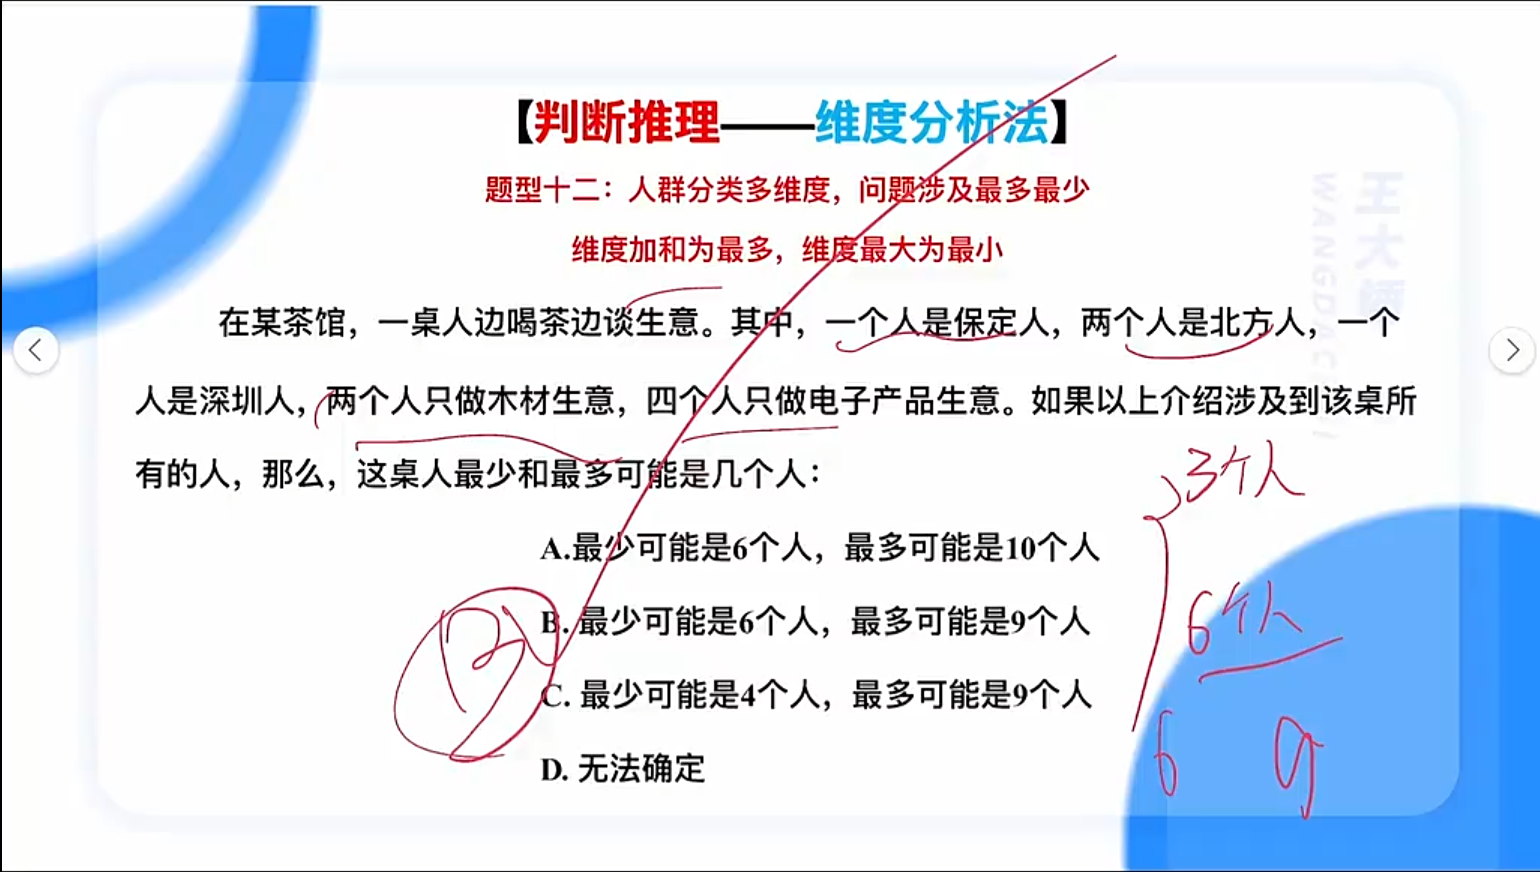 【判断推理——维度分析法】
题型十二：人群分类多维度，问题涉及最多最少
维度加和为最多，维度最大为最小
王大
WANGDACHUI
在某茶馆，一桌人边喝茶边谈生意。其中，一个人是保定人，两个人是北方人，一个
人是深圳人，两个人只做木材生意，四个人只做电子产品生意。如果以上介绍涉及到该桌所
有的人，那么，这桌人最少和最多可能是几个人：
3个人
A.最少可能是6个人，最多可能是10个人
B. 最少可能是6个人，最多可能是9个人
6个人
C. 最少可能是4个人，最多可能是9个人
D. 无法确定
6 9